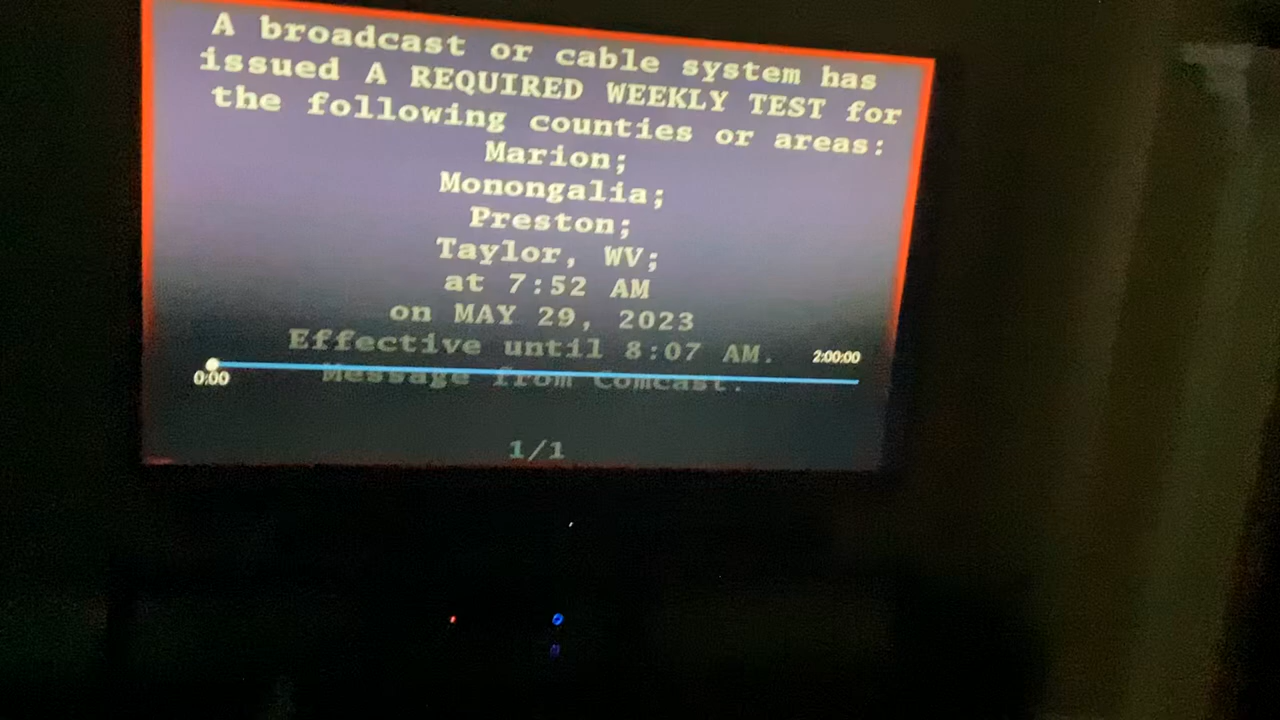 A broadcast or cable system has
issued A REQUIRED WEEKLY TEST for
the following counties or areas:
Marion;
Monongalia;
Preston;
Taylor, WV;
at 7:52 AM
on MAY 29, 2023
Effective until 8:07 AM.
2:00:00
0:00
Message from Comcast.
1/1